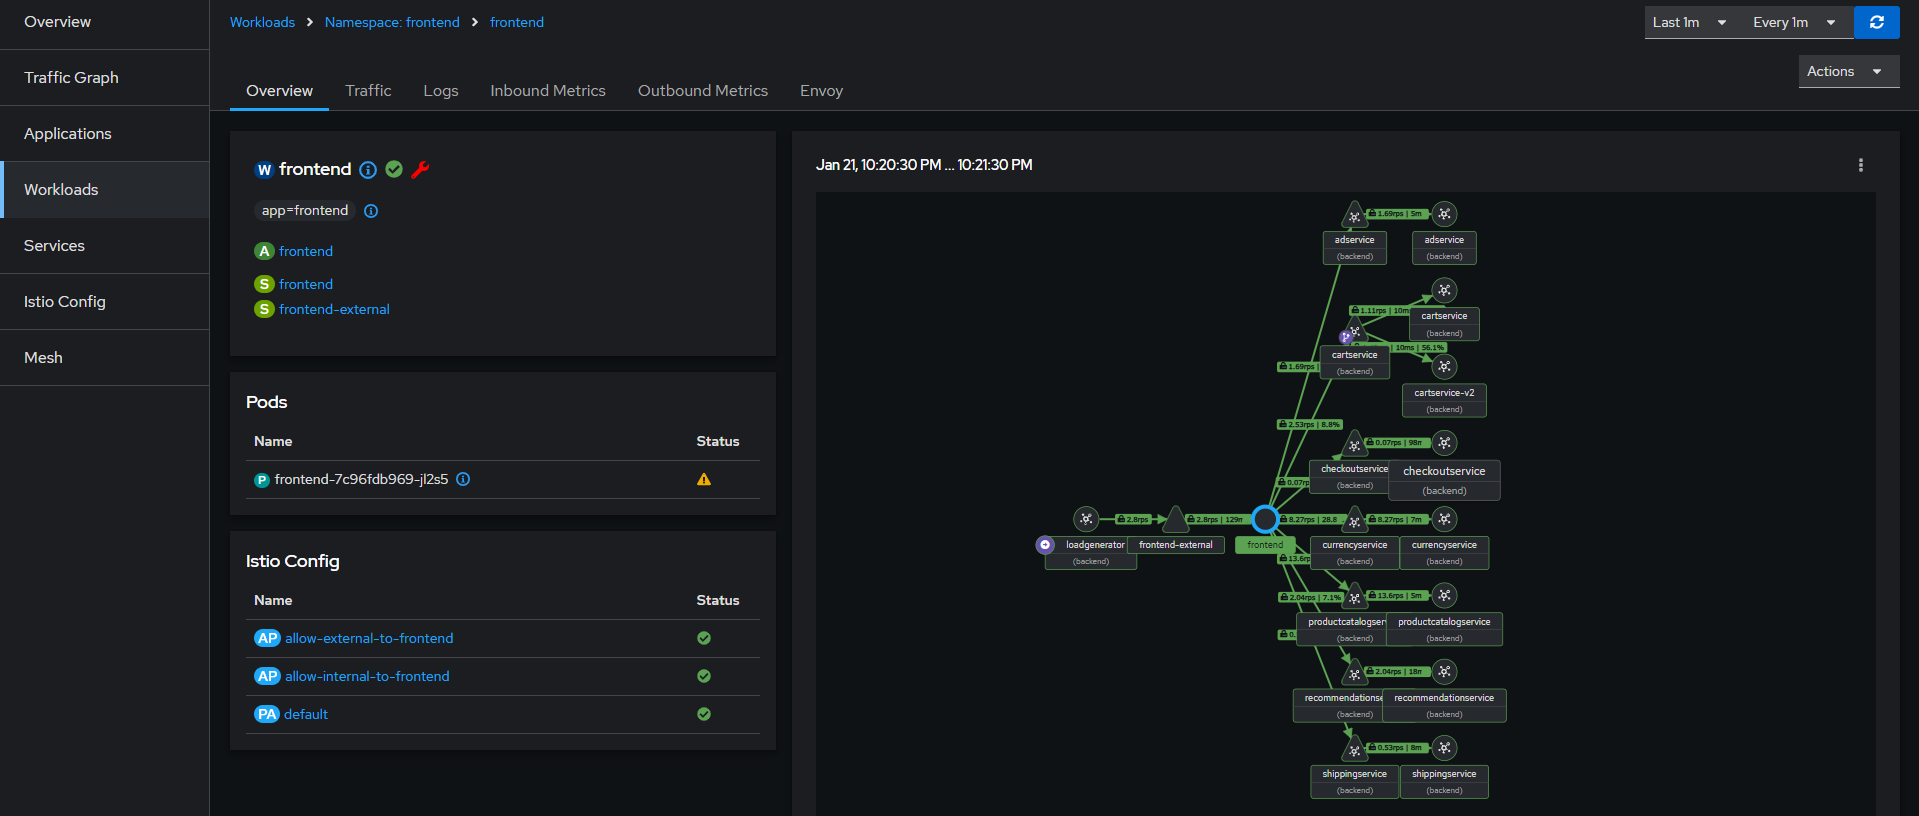 Overview
Traffic Graph
Applications
Workloads
Services
Istio Config
Mesh
Workloads > Namespace: frontend > frontend
Last 1m
Every 1m
Actions
Overview Traffic Logs Inbound Metrics Outbound Metrics Envoy
W frontend
app=frontend
A frontend
S frontend
S frontend-external
Pods
Name Status
P frontend-7c96fdb969-jl2s5
Istio Config
Name Status
AP allow-external-to-frontend
AP allow-internal-to-frontend
PA default
Jan 21, 10:20:30 PM ... 10:21:30 PM
1.69rps | 5m
adservice
(backend)
adservice
(backend)
1.11rps | 10m
cartservice
(backend)
10ms | 56.1%
cartservice
(backend)
1.69rps
cartservice-v2
(backend)
2.53rps | 8.8%
0.07rps | 98m
checkoutservice
(backend)
checkoutservice
(backend)
0.07rp
2.8rps
2.8rps | 129m
8.27rps | 28.8
8.27rps | 7m
loadgenerator
(backend)
frontend-external
frontend
currencyservice
(backend)
currencyservice
(backend)
13.6rp
2.04rps | 7.1%
13.6rps | 5m
productcatalogserv
(backend)
productcatalogservice
(backend)
0.
2.04rps | 18m
recommendationse
(backend)
recommendationservice
(backend)
0.53rps | 8m
shippingservice
(backend)
shippingservice
(backend)